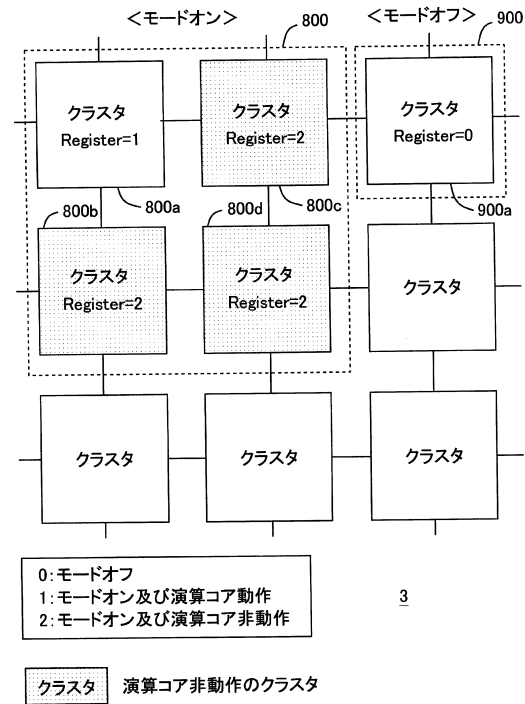 ＜モードオン＞
800
＜モードオフ＞
900
クラスタ
Register=1
クラスタ
Register=2
クラスタ
Register=0
800b
800a
800d
800c
900a
クラスタ
Register=2
クラスタ
Register=2
クラスタ
クラスタ
クラスタ
クラスタ
0：モードオフ
1：モードオン及び演算コア動作
2：モードオン及び演算コア非動作
3
クラスタ
演算コア非動作のクラスタ